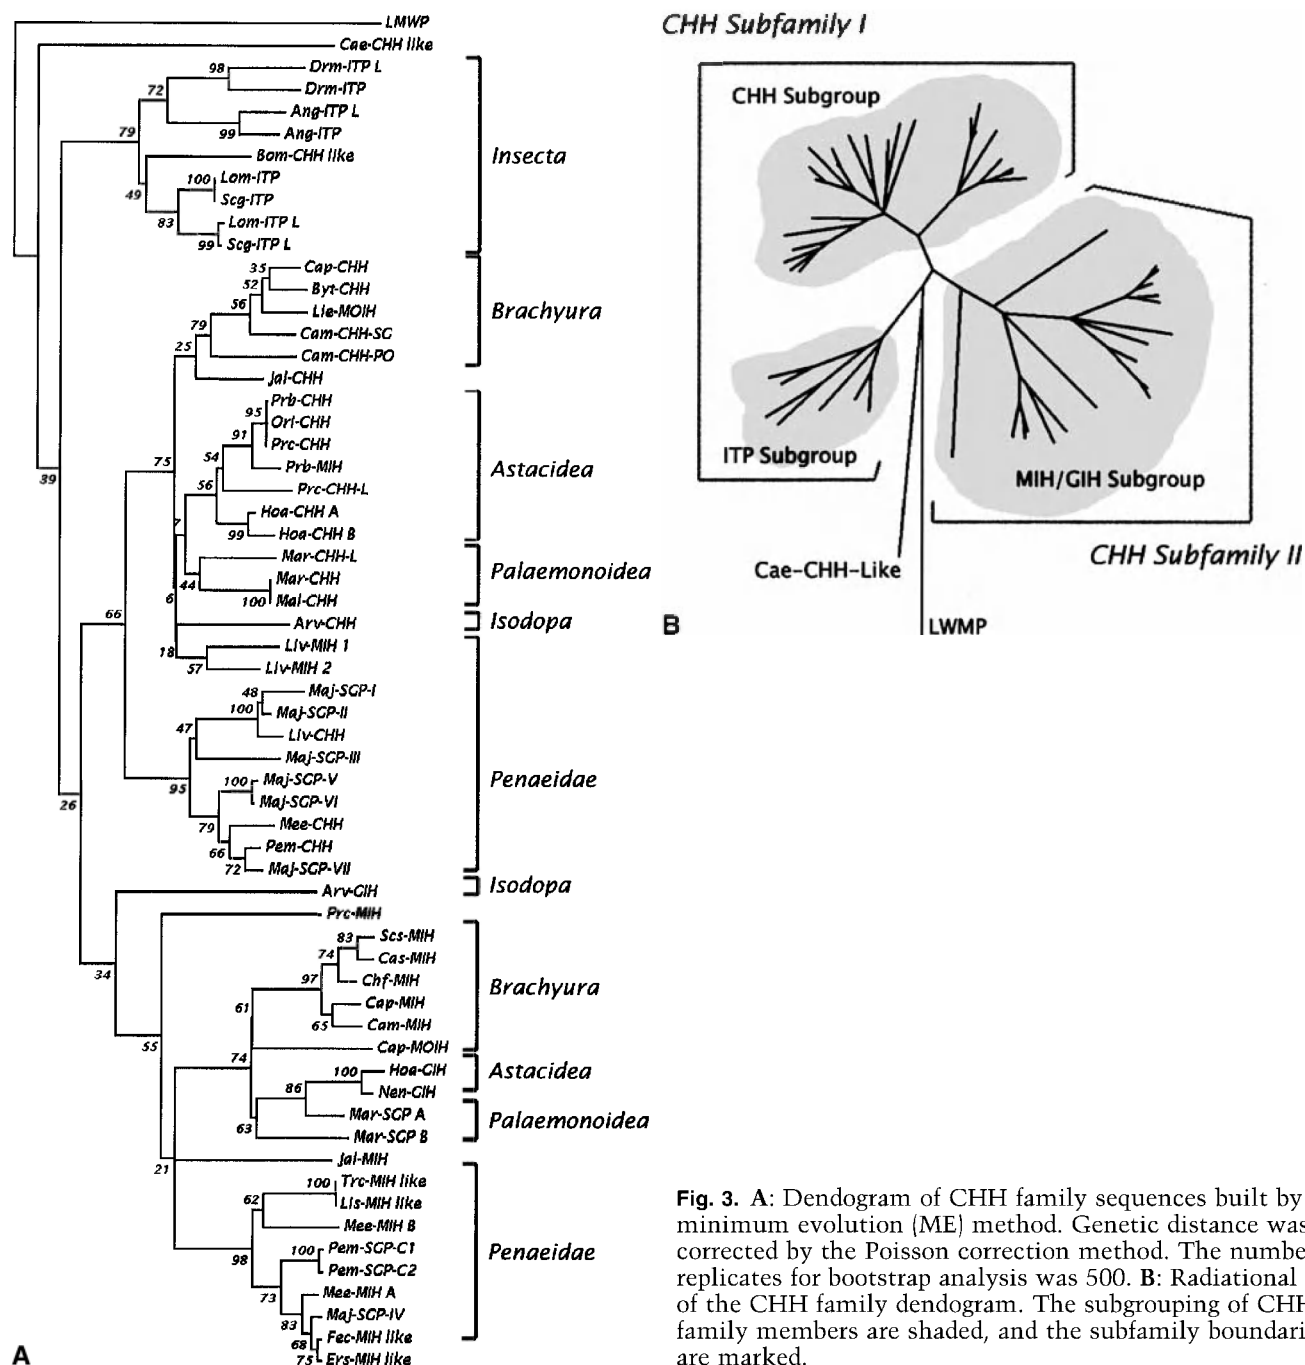 LMWP
Cae-CHH like
98
Drm-ITP L
Drm-ITP
72
Ang-ITP L
99
Ang-ITP
79
Bom-CHH like
49
100
Lom-ITP
Scg-ITP
83
Lom-ITP L
99
Scg-ITP L
Insecta
35
Cap-CHH
52
Byt-CHH
56
Lie-MOIH
79
Cam-CHH-SG
25
Cam-CHH-PO
Jal-CHH
Brachyura
95
Prb-CHH
Orl-CHH
91
Prc-CHH
54
Prb-MIH
75
56
Prc-CHH-L
39
Hoa-CHH A
99
Hoa-CHH B
Astacidea
7
Mar-CHH-L
44
Mar-CHH
6
100
Mal-CHH
Palaemonoidea
66
Arv-CHH
Isodopa
18
Liv-MIH 1
57
Liv-MIH 2
48
Maj-SGP-I
100
Maj-SGP-II
47
Liv-CHH
Maj-SGP-III
95
100
Maj-SGP-V
Maj-SGP-VI
26
79
Mee-CHH
66
Pem-CHH
72
Maj-SGP-VII
Penaeidae
Arv-GIH
Isodopa
Prc-MIH
34
83
Scs-MIH
74
Cas-MIH
97
Chf-MIH
Cap-MIH
65
Cam-MIH
61
Cap-MOIH
Brachyura
55
74
100
Hoa-GIH
86
Nen-GIH
Astacidea
Mar-SGP A
63
Mar-SGP B
Palaemonoidea
21
Jal-MIH
100
Trc-MIH like
62
Lis-MIH like
Mee-MIH B
98
100
Pem-SGP-C1
Pem-SGP-C2
73
Mee-MIH A
83
Maj-SGP-IV
68
Fec-MIH like
75
Ers-MIH like
Penaeidae
A
CHH Subfamily I
CHH Subgroup
ITP Subgroup
MIH/GIH Subgroup
CHH Subfamily II
Cae-CHH-Like
LWMP
B
Fig. 3. A: Dendogram of CHH family sequences built by
minimum evolution (ME) method. Genetic distance was
corrected by the Poisson correction method. The numbe
replicates for bootstrap analysis was 500. B: Radiational
of the CHH family dendogram. The subgrouping of CHH
family members are shaded, and the subfamily boundari
are marked.